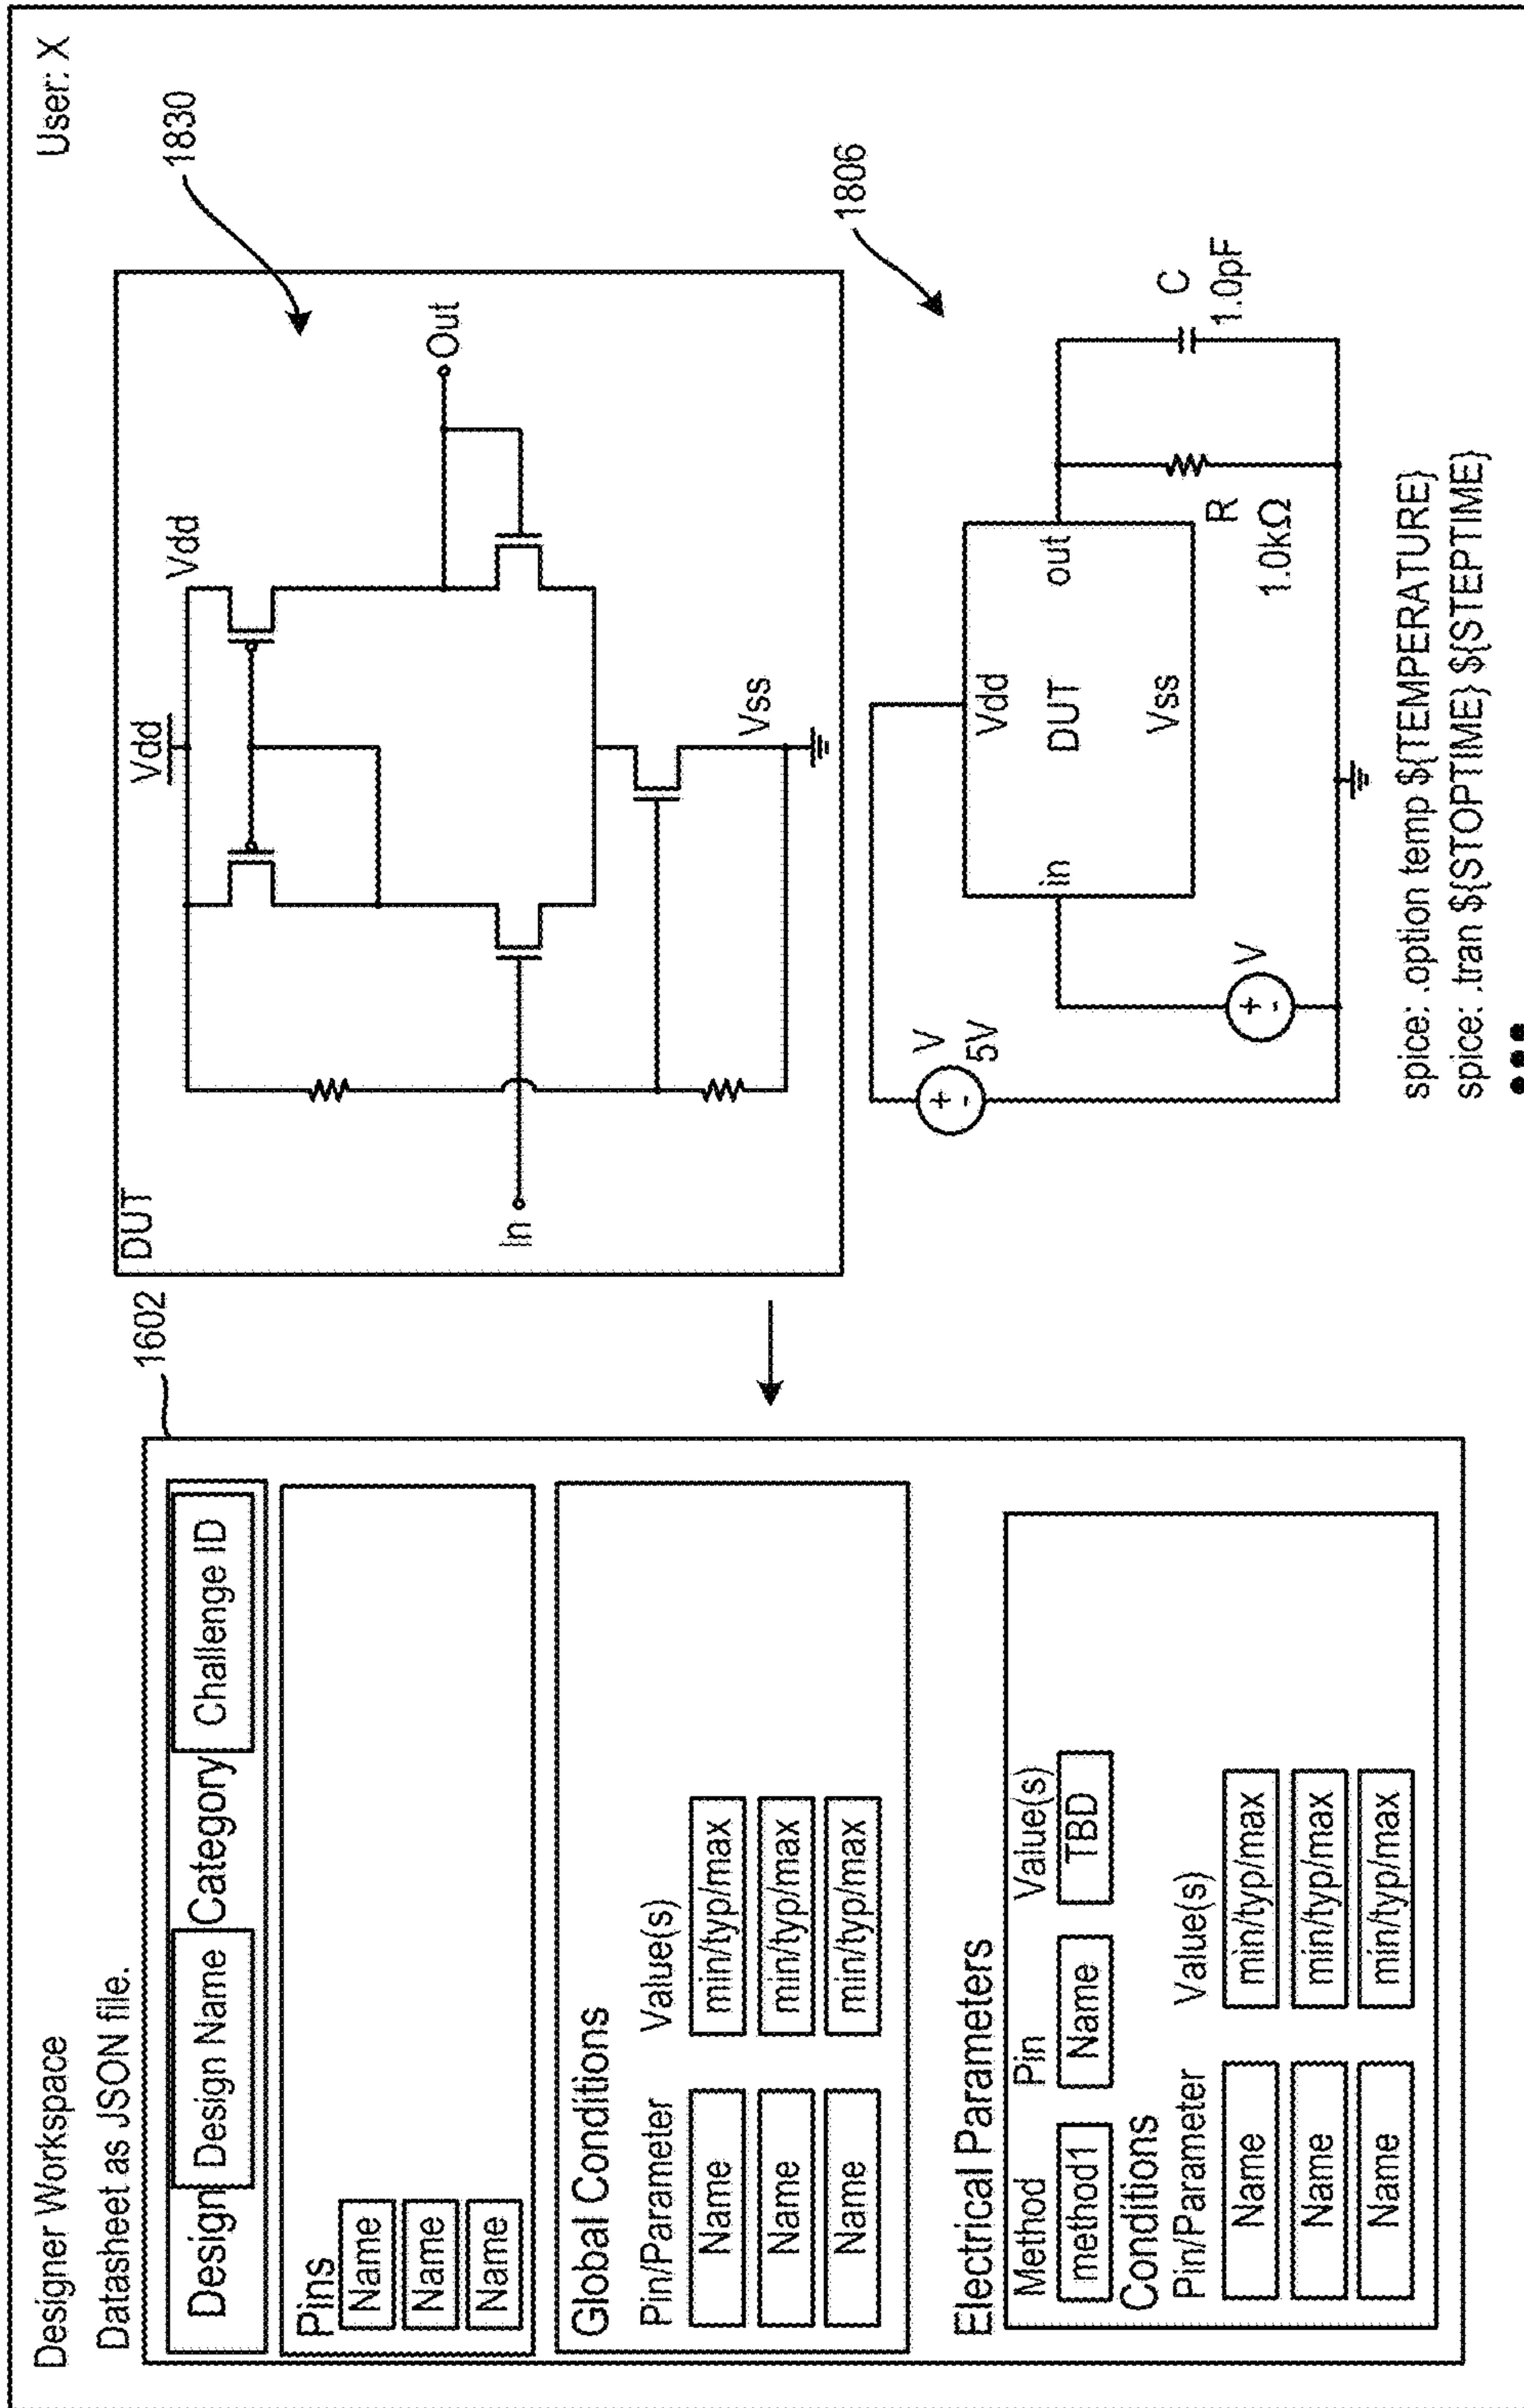 Designer Workspace
User: X
Datasheet as JSON file.
1602
Design Design Name Category Challenge ID
Pins
Name
Name
Name
Global Conditions
Pin/Parameter Value(s)
Name min/typ/max
Name min/typ/max
Name min/typ/max
Electrical Parameters
Method Pin Value(s)
method1 Name TBD
Conditions
Pin/Parameter Value(s)
Name min/typ/max
Name min/typ/max
Name min/typ/max
DUT
1830
Vdd
Vdd
Out
In
Vss
1806
V
5V
Vdd
in
DUT
out
Vss
V
R
1.0kΩ
C
1.0pF
spice: .option temp ${TEMPERATURE}
spice: .tran ${STOPTIME} ${STEPTIME}